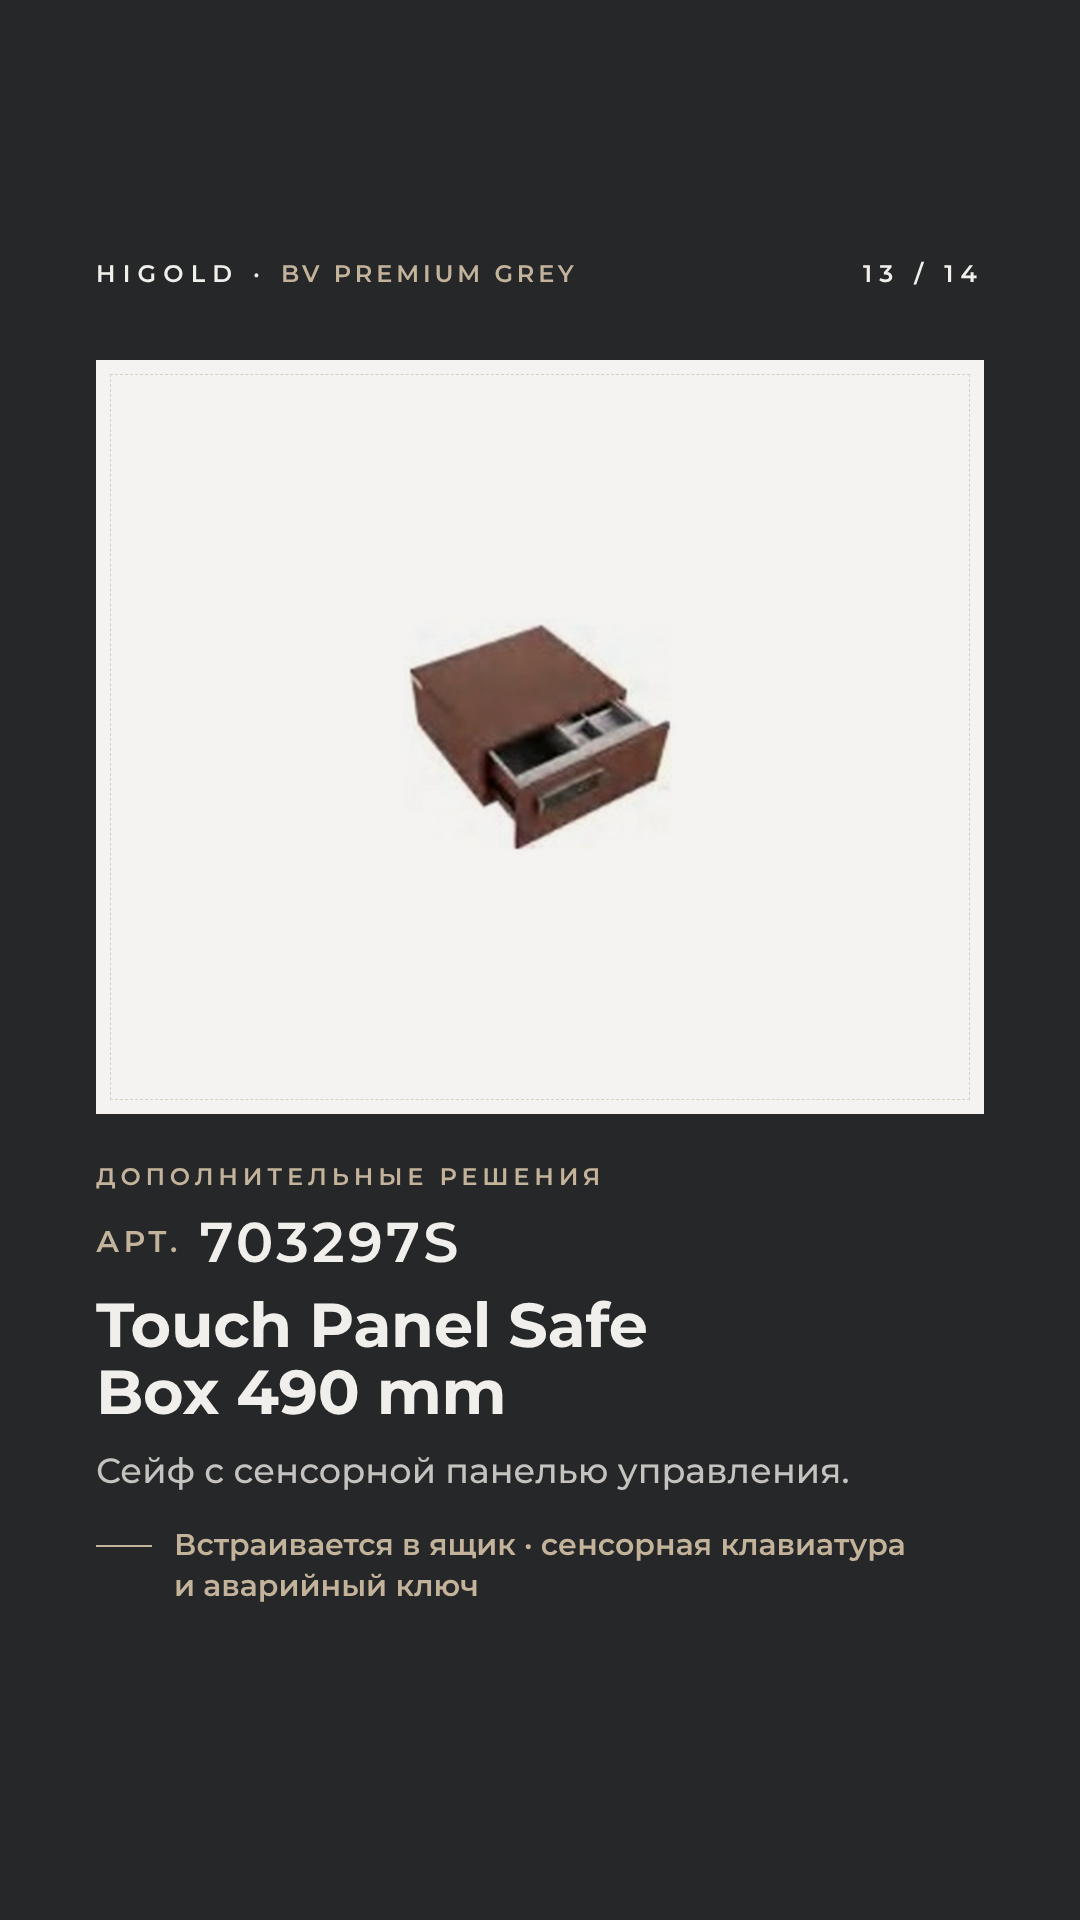 HIGOLD · BV PREMIUM GREY
13 / 14
ДОПОЛНИТЕЛЬНЫЕ РЕШЕНИЯ
АРТ. 703297S
Touch Panel Safe
Box 490 mm
Сейф с сенсорной панелью управления.
Встраивается в ящик · сенсорная клавиатура
и аварийный ключ